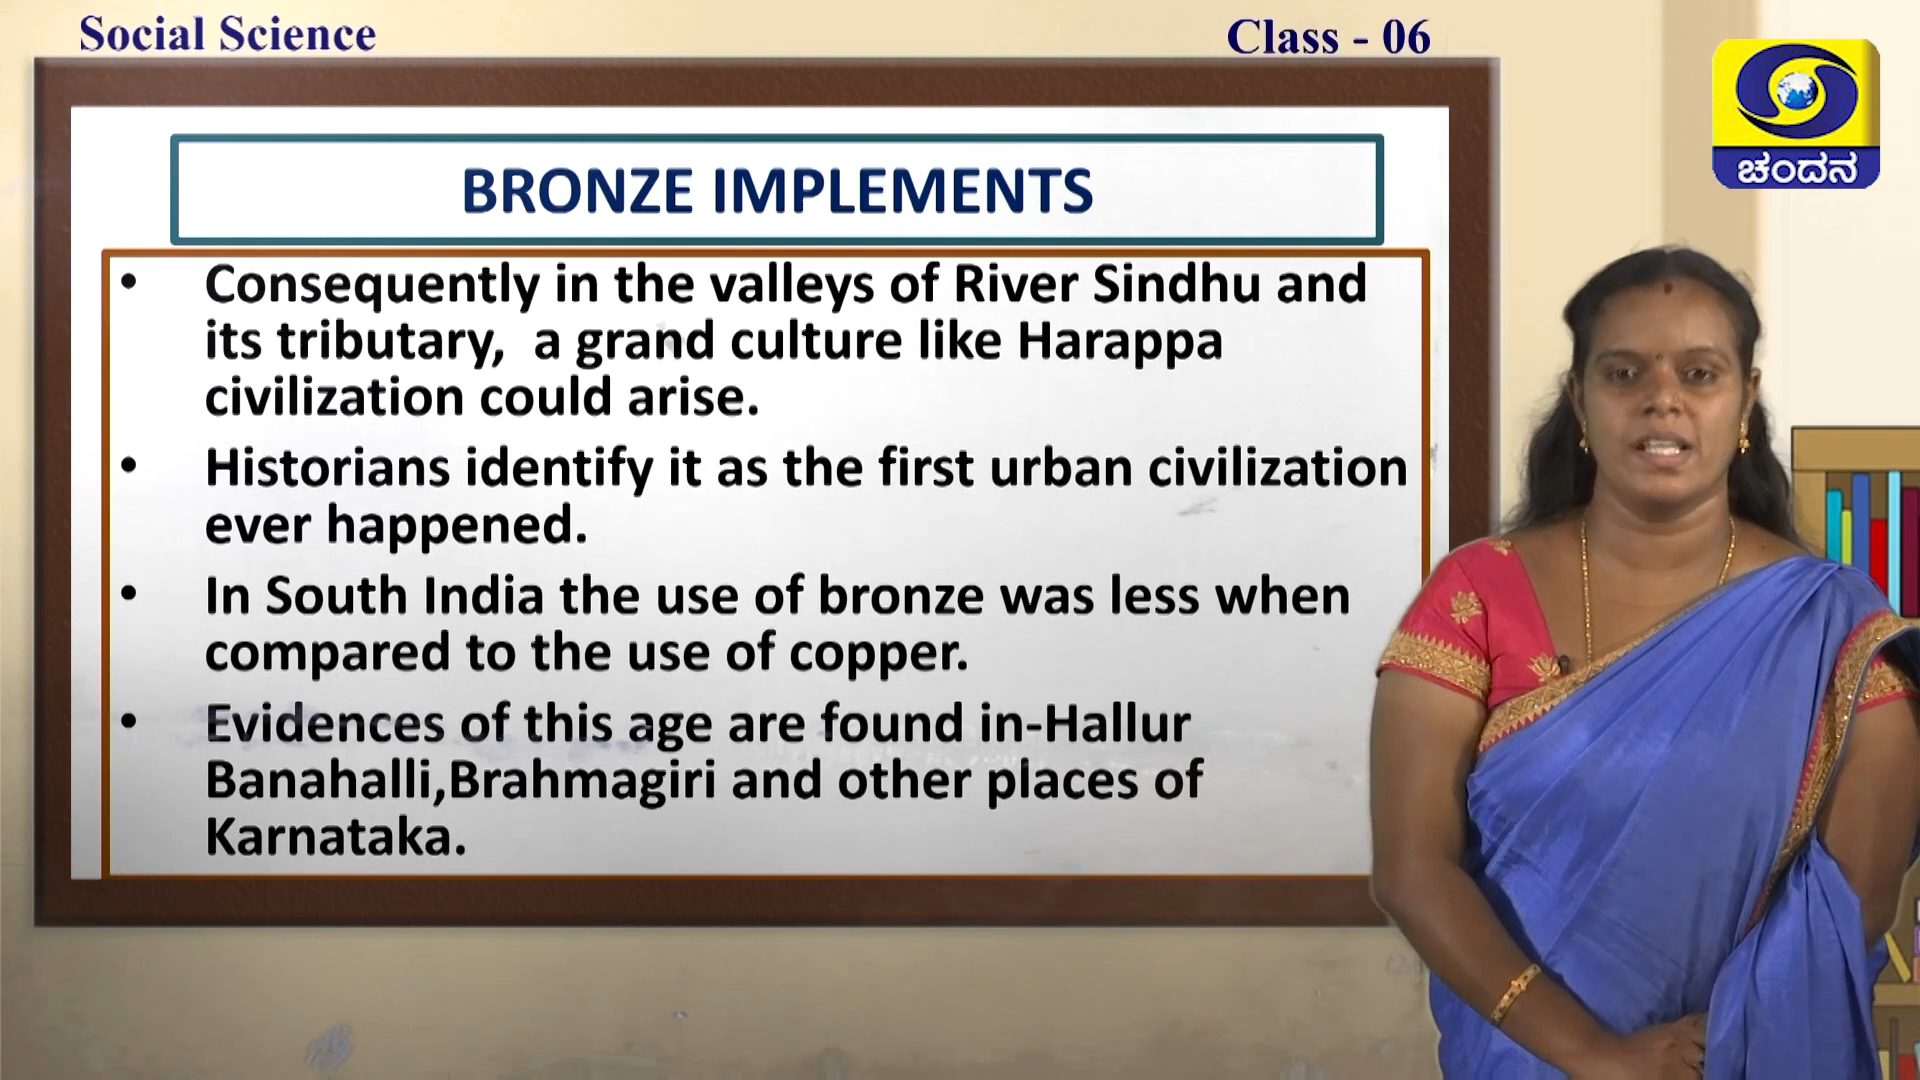 Social Science
Class - 06
ಚಂದನ
BRONZE IMPLEMENTS
• Consequently in the valleys of River Sindhu and
its tributary, a grand culture like Harappa
civilization could arise.
• Historians identify it as the first urban civilization
ever happened.
• In South India the use of bronze was less when
compared to the use of copper.
• Evidences of this age are found in-Hallur
Banahalli,Brahmagiri and other places of
Karnataka.